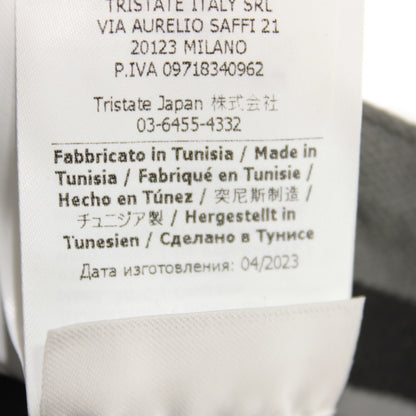 TRISTATE ITALY SRL
VIA AURELIO SAFFI 21
20123 MILANO
P.IVA 09718340962
Tristate Japan 株式会社
03-6455-4332
Fabbricato in Tunisia / Made in
Tunisia / Fabriqué en Tunisie /
Hecho en Túnez / 突尼斯制造 /
チュニジア製 / Hergestellt in
Tunesien / Сделано в Тунисе
Дата изготовления: 04/2023